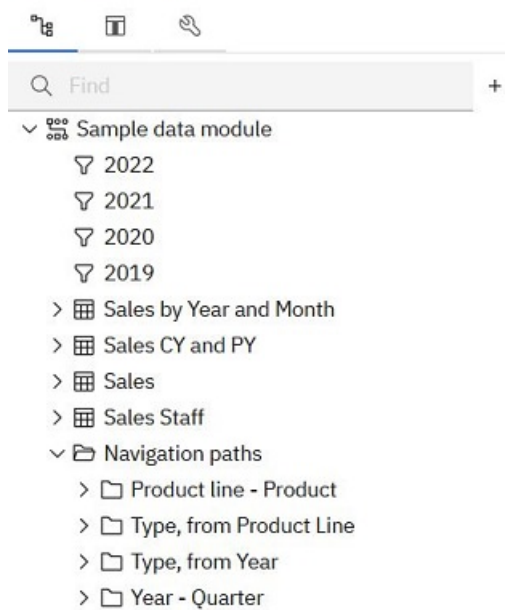 Find
Sample data module
2022
2021
2020
2019
Sales by Year and Month
Sales CY and PY
Sales
Sales Staff
Navigation paths
Product line - Product
Type, from Product Line
Type, from Year
Year - Quarter